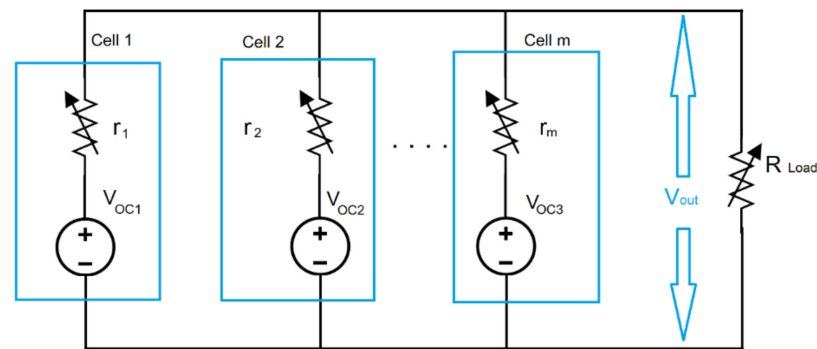 Cell 1
Cell 2
Cell m
r1
r2
. . . .
rm
R Load
VOC1
VOC2
VOC3
Vout
+
−
+
−
+
−